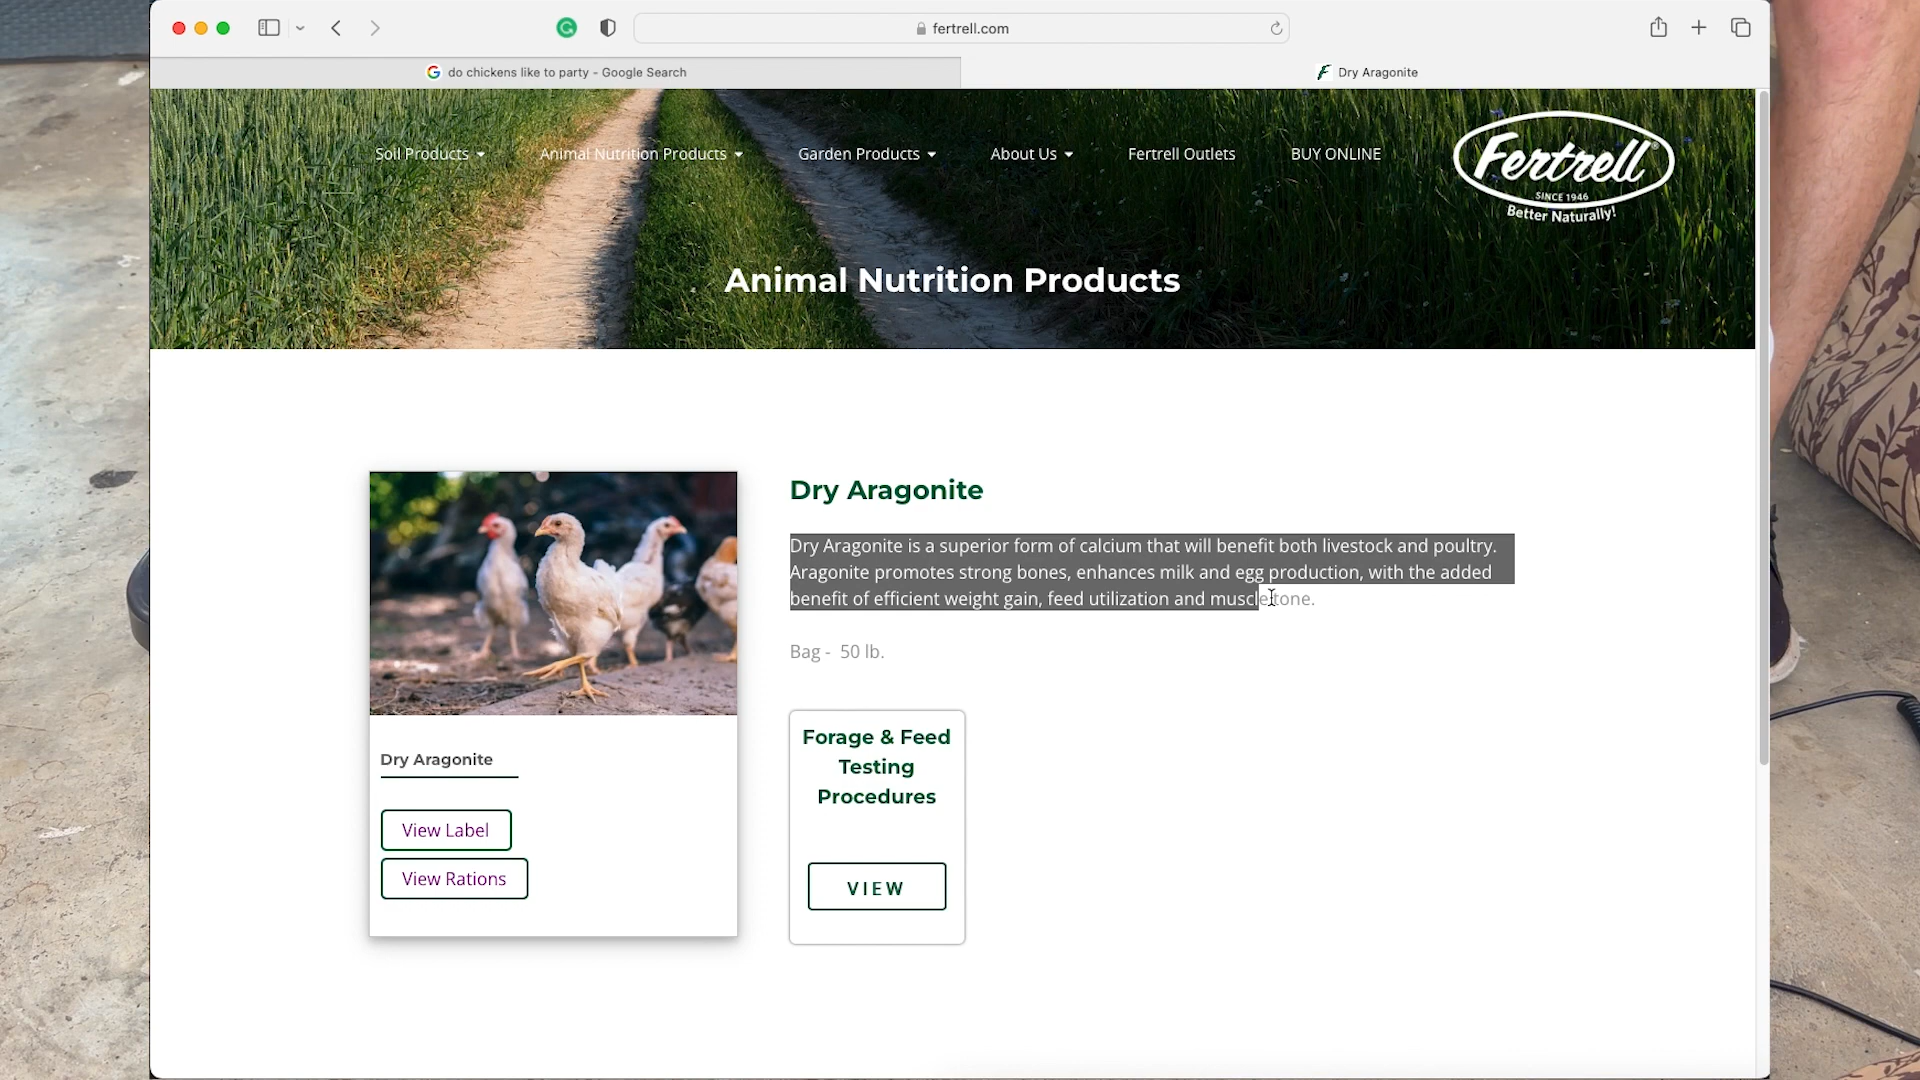 fertrell.com
do chickens like to party - Google Search
Dry Aragonite
Soil Products
Animal Nutrition Products
Garden Products
About Us
Fertrell Outlets
BUY ONLINE
Fertrell®
SINCE 1946
Better Naturally!
Animal Nutrition Products
Dry Aragonite
Dry Aragonite is a superior form of calcium that will benefit both livestock and poultry.
Aragonite promotes strong bones, enhances milk and egg production, with the added
benefit of efficient weight gain, feed utilization and muscle tone.
Bag - 50 lb.
Dry Aragonite
View Label
View Rations
Forage & Feed
Testing
Procedures
VIEW